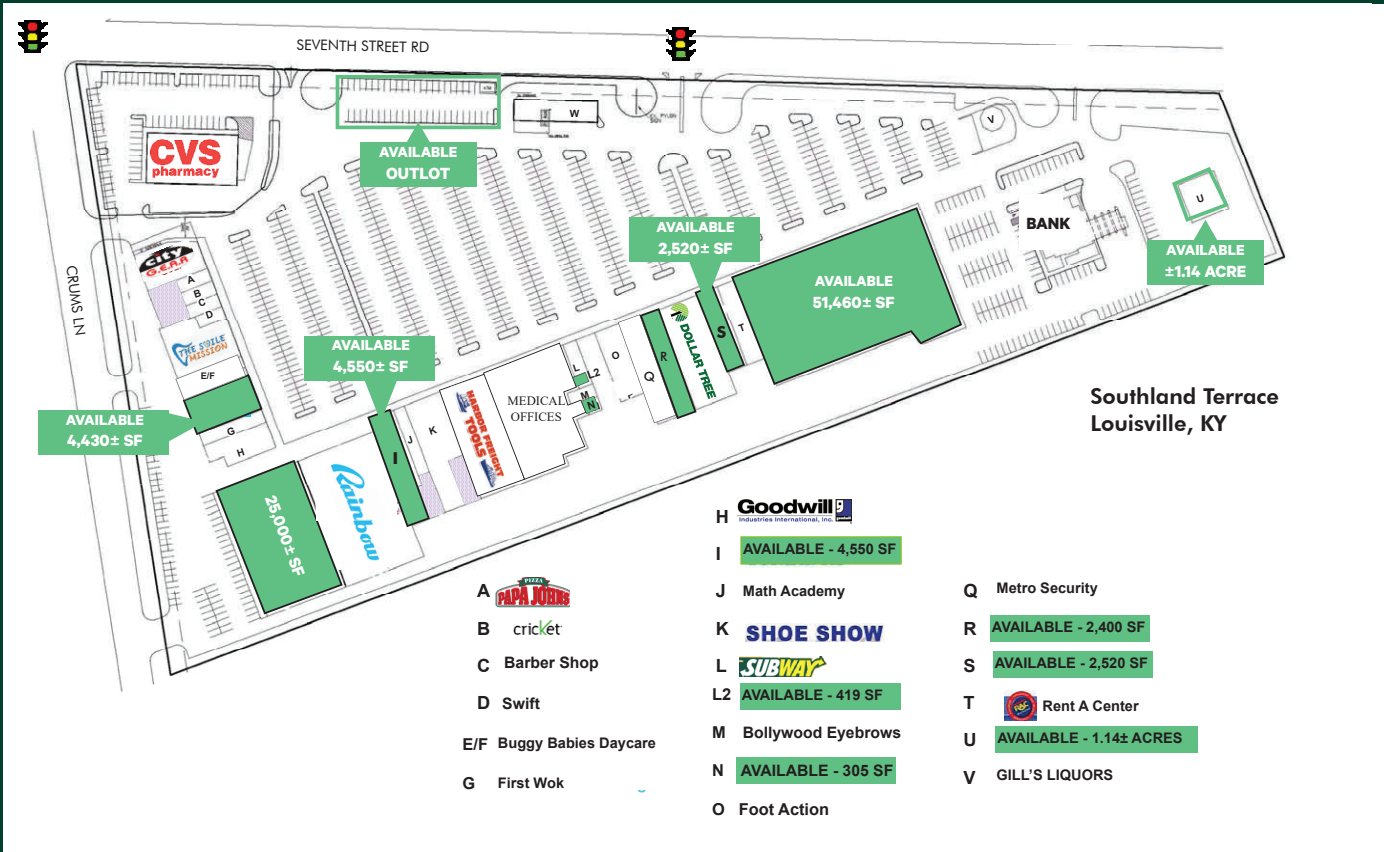 SEVENTH STREET RD
CRUMS LN
CVS
pharmacy
AVAILABLE
OUTLOT
W
V
U
BANK
AVAILABLE
±1.14 ACRE
AVAILABLE
2,520± SF
AVAILABLE
51,460± SF
CITY
G.E.A.R
A
B
C
D
THE SMILE
MISSION
E/F
AVAILABLE
4,430± SF
G
H
AVAILABLE
4,550± SF
25,000± SF
Rainbow
I
J
K
HARBOR FREIGHT
TOOLS
MEDICAL
OFFICES
L
L2
M
N
O
Q
R
DOLLAR TREE
S
T
Southland Terrace
Louisville, KY
A PIZZA PAPA JOHNS
B cricket
C Barber Shop
D Swift
E/F Buggy Babies Daycare
G First Wok
H Goodwill
Industries International, Inc.
I AVAILABLE - 4,550 SF
J Math Academy
K SHOE SHOW
L SUBWAY
L2 AVAILABLE - 419 SF
M Bollywood Eyebrows
N AVAILABLE - 305 SF
O Foot Action
Q Metro Security
R AVAILABLE - 2,400 SF
S AVAILABLE - 2,520 SF
T RAC Rent A Center
U AVAILABLE - 1.14± ACRES
V GILL'S LIQUORS